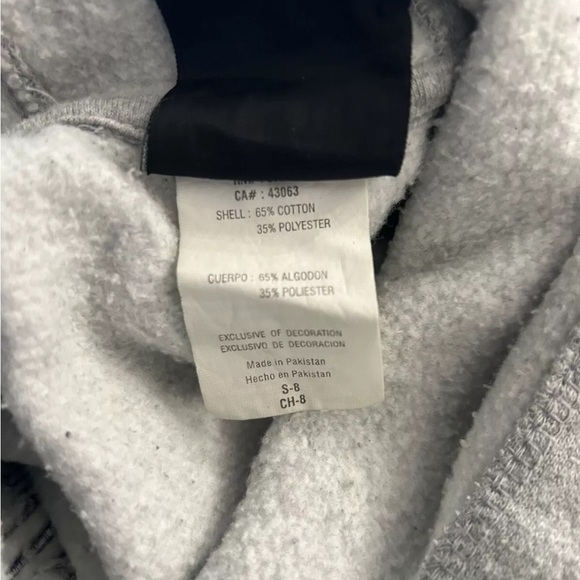 CA# : 43063
SHELL : 65% COTTON
35% POLYESTER
CUERPO : 65% ALGODON
35% POLIESTER
EXCLUSIVE OF DECORATION
EXCLUSIVO DE DECORACION
Made in Pakistan
Hecho en Pakistan
S-8
CH-8